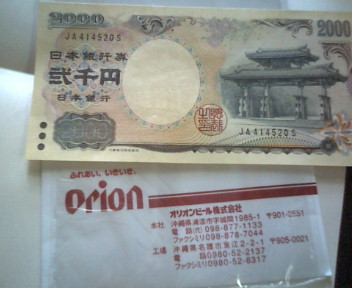 2000
2000
JA414520S
日本銀行券
弐千円
日本銀行
JA414520S
ふれあい、いきいき。
orion
オリオンビール株式会社
本社 沖縄県浦添市字城間1985-1 〒901-2551
電話(代) 098-877-1133
ファクシミリ 098-878-7044
工場 沖縄県名護市東江2-2-1 〒905-0021
電話 0980-52-2137
ファクシミリ 0980-52-6317